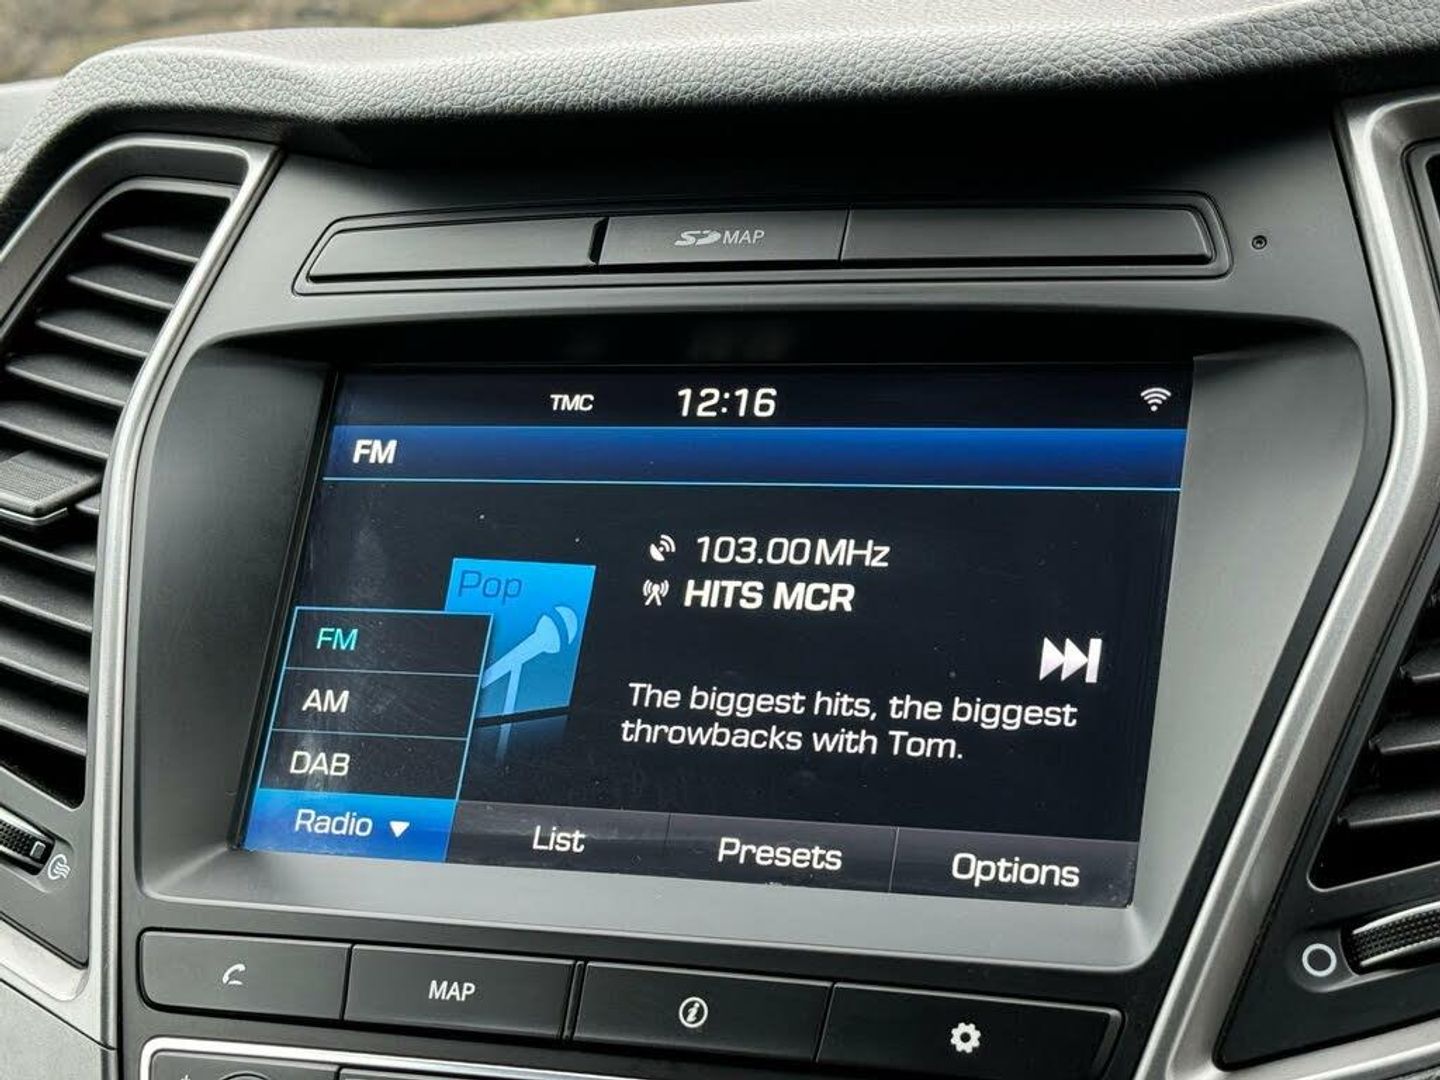 SD MAP
TMC 12:16
FM
103.00MHz
HITS MCR
Pop
The biggest hits, the biggest
throwbacks with Tom.
FM
AM
DAB
Radio
List
Presets
Options
MAP
i